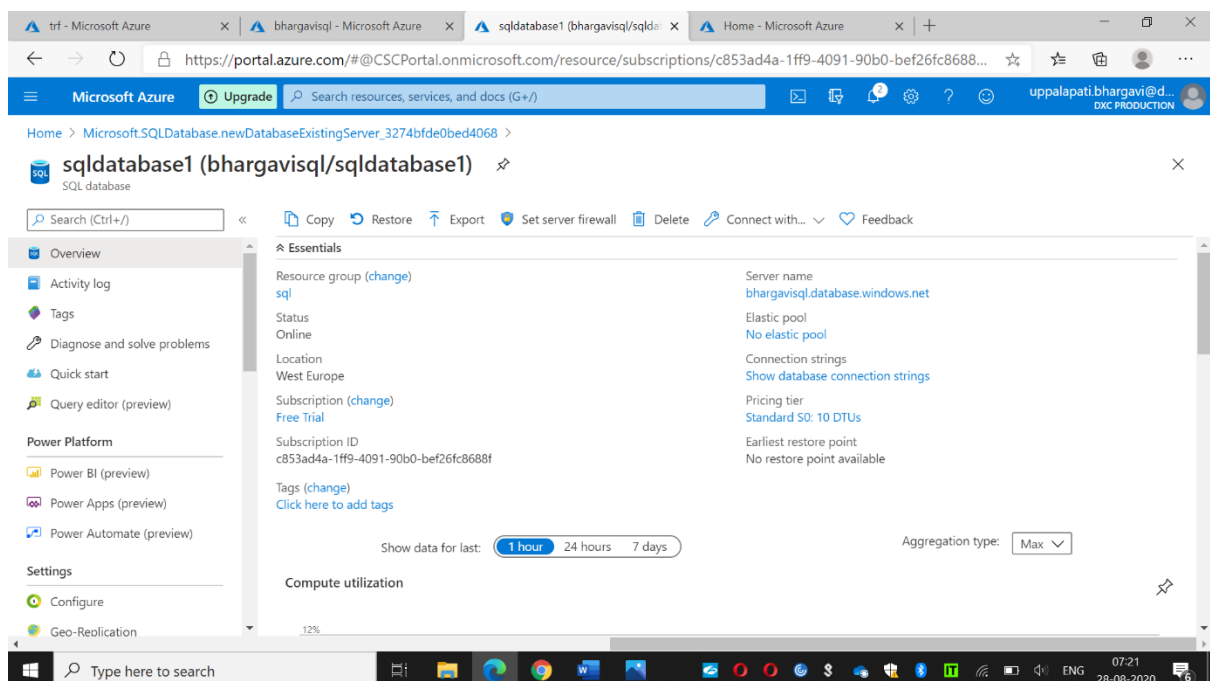 trf - Microsoft Azure
bhargavisql - Microsoft Azure
sqldatabase1 (bhargavisql/sqlda
Home - Microsoft Azure
https://portal.azure.com/#@CSCPortal.onmicrosoft.com/resource/subscriptions/c853ad4a-1ff9-4091-90b0-bef26fc8688...
Microsoft Azure
Upgrade
Search resources, services, and docs (G+/)
2
uppalapati.bhargavi@d...
DXC PRODUCTION
Home > Microsoft.SQLDatabase.newDatabaseExistingServer_3274bfde0bed4068 >
SQL
sqldatabase1 (bhargavisql/sqldatabase1)
SQL database
Search (Ctrl+/)
«
Copy
Restore
Export
Set server firewall
Delete
Connect with...
Feedback
Overview
Activity log
Tags
Diagnose and solve problems
Quick start
Query editor (preview)
Power Platform
Power BI (preview)
Power Apps (preview)
Power Automate (preview)
Settings
Configure
Geo-Replication
Essentials
Resource group (change)
sql
Status
Online
Location
West Europe
Subscription (change)
Free Trial
Subscription ID
c853ad4a-1ff9-4091-90b0-bef26fc8688f
Tags (change)
Click here to add tags
Server name
bhargavisql.database.windows.net
Elastic pool
No elastic pool
Connection strings
Show database connection strings
Pricing tier
Standard S0: 10 DTUs
Earliest restore point
No restore point available
Show data for last:
1 hour
24 hours
7 days
Aggregation type:
Max
Compute utilization
12%
Type here to search
ENG
07:21
28-08-2020
6